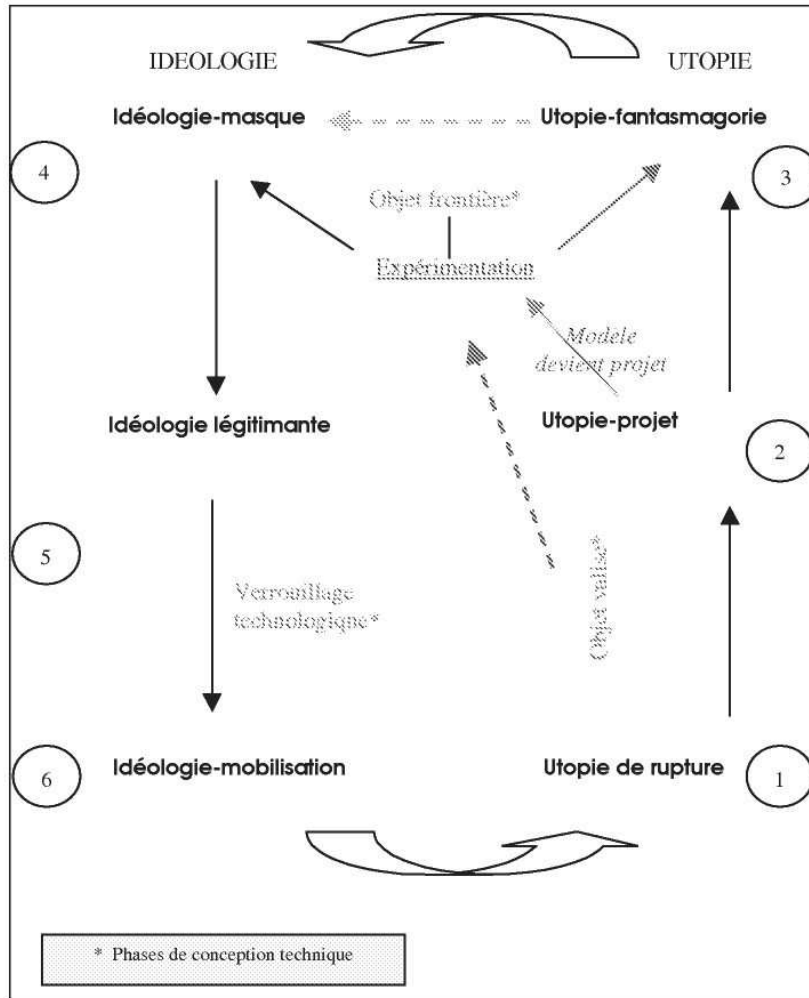 IDEOLOGIE UTOPIE
Idéologie-masque Utopie-fantasmagorie
4 3
Objet frontière*
Expérimentation
Modèle
devient projet
Idéologie légitimante Utopie-projet
2
5
Objet valise*
Verrouillage
technologique*
6 Idéologie-mobilisation Utopie de rupture 1
* Phases de conception technique